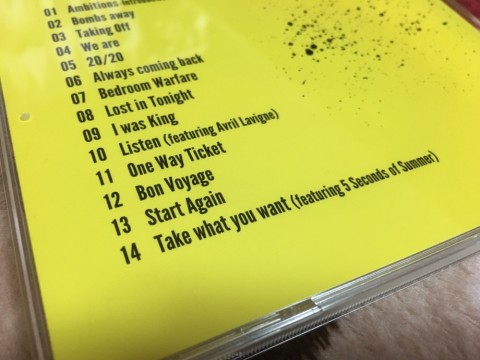 01 Ambitions-Introduction-
02 Bombs away
03 Taking Off
04 We are
05 20/20
06 Always coming back
07 Bedroom Warfare
08 Lost in Tonight
09 I was King
10 Listen (featuring Avril Lavigne)
11 One Way Ticket
12 Bon Voyage
13 Start Again
14 Take what you want (featuring 5 Seconds of Summer)